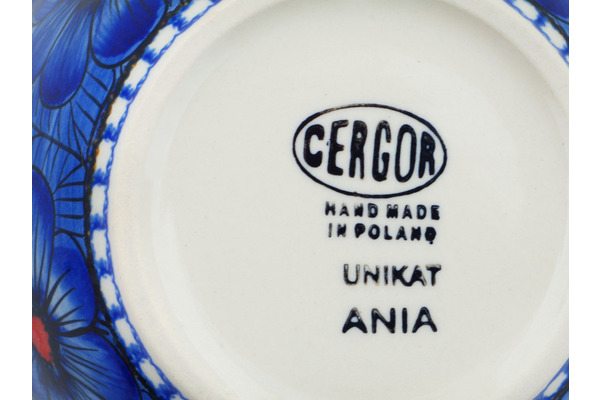 CERGOR
HAND MADE
IN POLAND
UNIKAT
ANIA